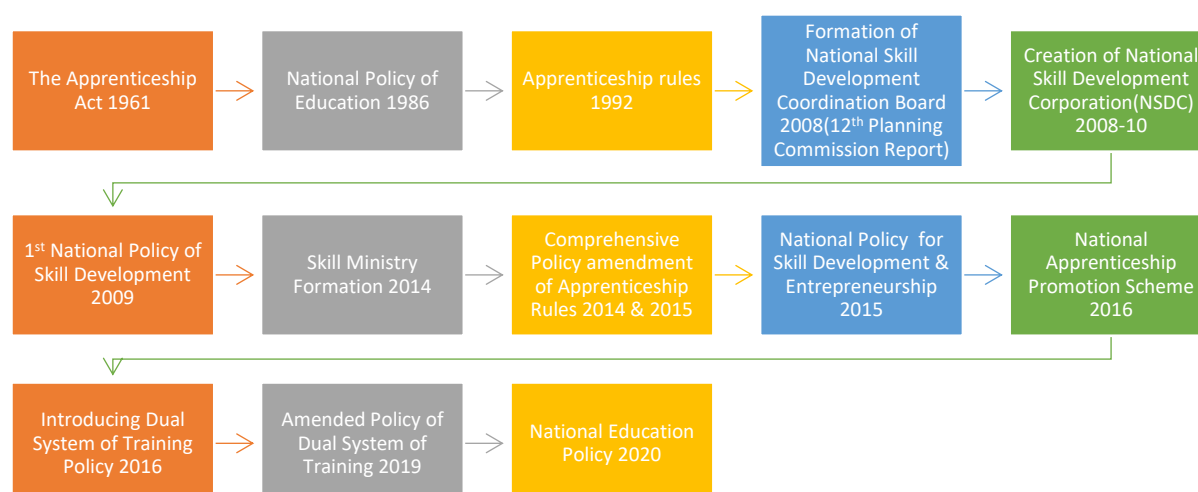 The Apprenticeship
Act 1961
National Policy of
Education 1986
Apprenticeship rules
1992
Formation of
National Skill
Development
Coordination Board
2008(12th Planning
Commission Report)
Creation of National
Skill Development
Corporation(NSDC)
2008-10
1st National Policy of
Skill Development
2009
Skill Ministry
Formation 2014
Comprehensive
Policy amendment
of Apprenticeship
Rules 2014 & 2015
National Policy for
Skill Development &
Entrepreneurship
2015
National
Apprenticeship
Promotion Scheme
2016
Introducing Dual
System of Training
Policy 2016
Amended Policy of
Dual System of
Training 2019
National Education
Policy 2020